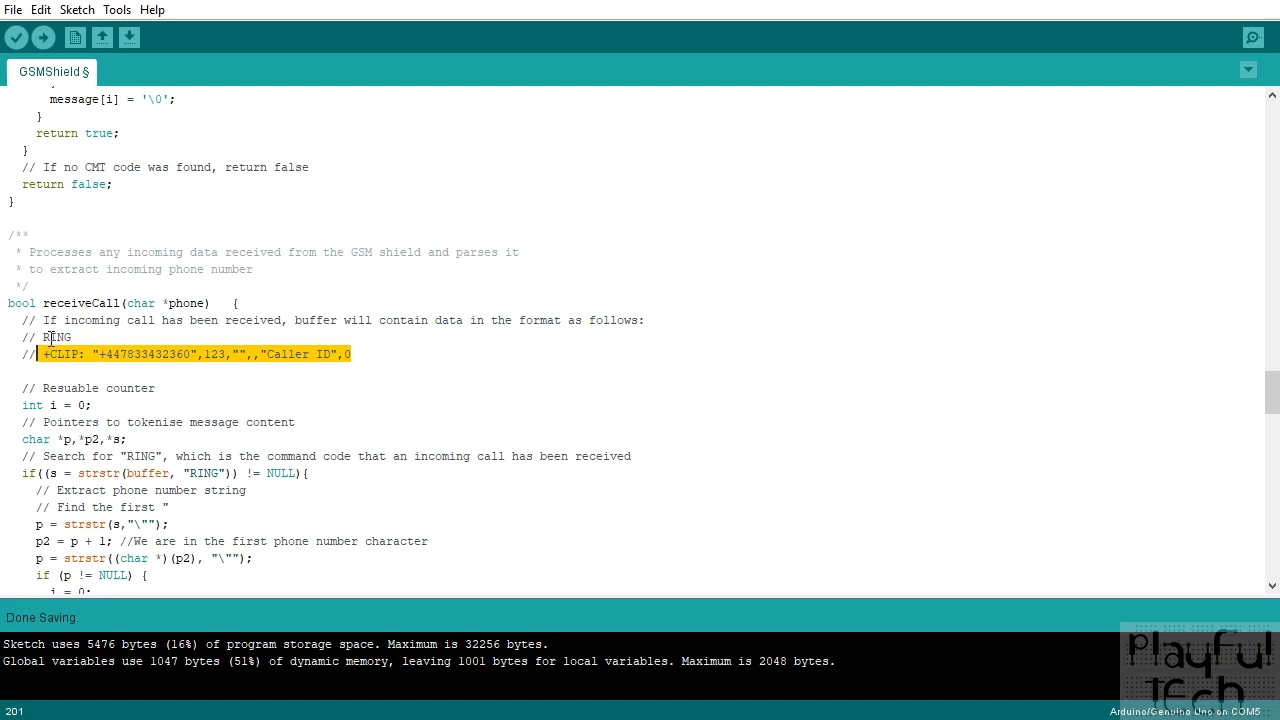 File Edit Sketch Tools Help
GSMShield §
}
message[i] = '\0';
}
return true;
}
// If no CMT code was found, return false
return false;
}
/**
* Processes any incoming data received from the GSM shield and parses it
* to extract incoming phone number
*/
bool receiveCall(char *phone) {
// If incoming call has been received, buffer will contain data in the format as follows:
// RING
// +CLIP: "+447833432360",123,"",,"Caller ID",0
// Resuable counter
int i = 0;
// Pointers to tokenise message content
char *p,*p2,*s;
// Search for "RING", which is the command code that an incoming call has been received
if((s = strstr(buffer, "RING")) != NULL){
// Extract phone number string
// Find the first "
p = strstr(s,"\"");
p2 = p + 1; //We are in the first phone number character
p = strstr((char *)(p2), "\"");
if (p != NULL) {
i = 0;
Done Saving.
Sketch uses 5476 bytes (16%) of program storage space. Maximum is 32256 bytes.
Global variables use 1047 bytes (51%) of dynamic memory, leaving 1001 bytes for local variables. Maximum is 2048 bytes.
Playful
Tech
201
Arduino/Genuino Uno on COM5